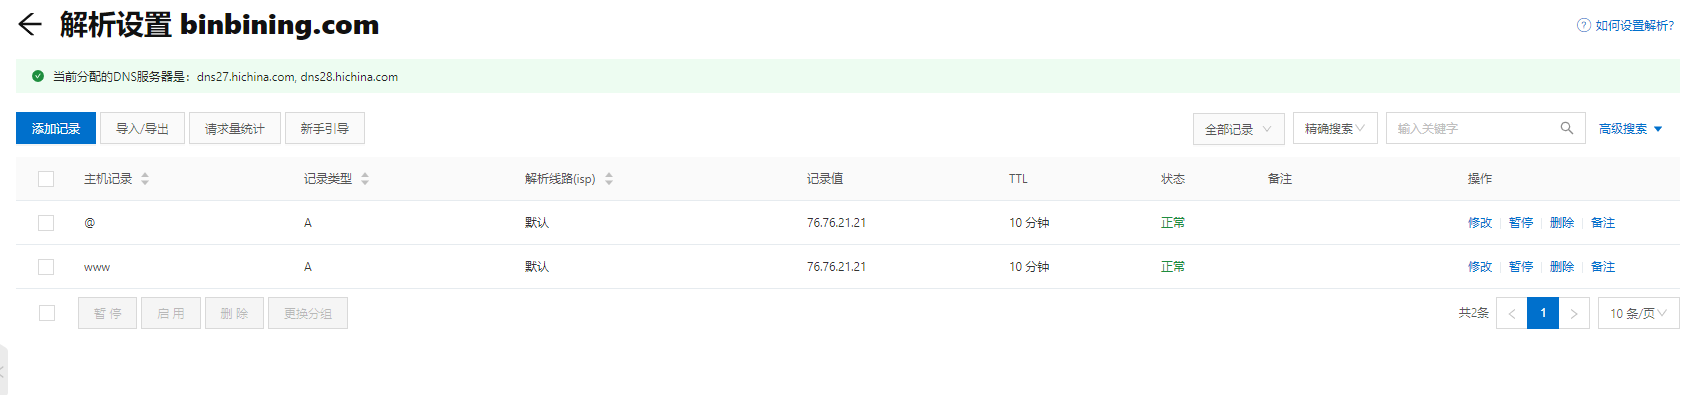 解析设置 binbining.com
如何设置解析?
当前分配的DNS服务器是：dns27.hichina.com, dns28.hichina.com
添加记录 导入/导出 请求量统计 新手引导 全部记录 精确搜索 输入关键字 高级搜索
主机记录 记录类型 解析线路(isp) 记录值 TTL 状态 备注 操作
@ A 默认 76.76.21.21 10 分钟 正常 修改 暂停 删除 备注
www A 默认 76.76.21.21 10 分钟 正常 修改 暂停 删除 备注
暂停 启用 删除 更换分组 共2条 1 10 条/页